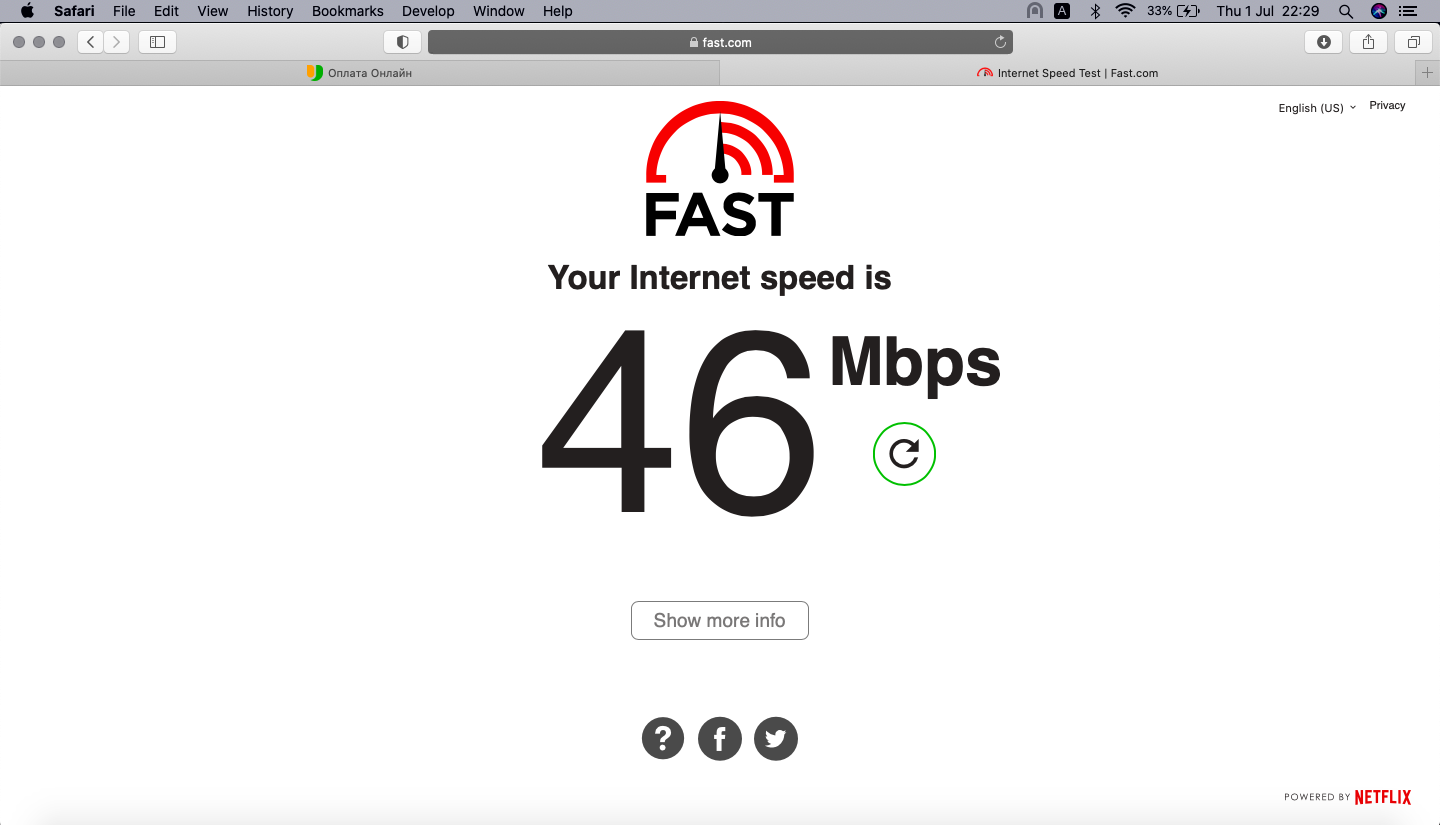 Safari File Edit View History Bookmarks Develop Window Help A 33% Thu 1 Jul 22:29
fast.com
Оплата Онлайн Internet Speed Test | Fast.com
English (US) Privacy
FAST
Your Internet speed is
46 Mbps
Show more info
? f
POWERED BY NETFLIX